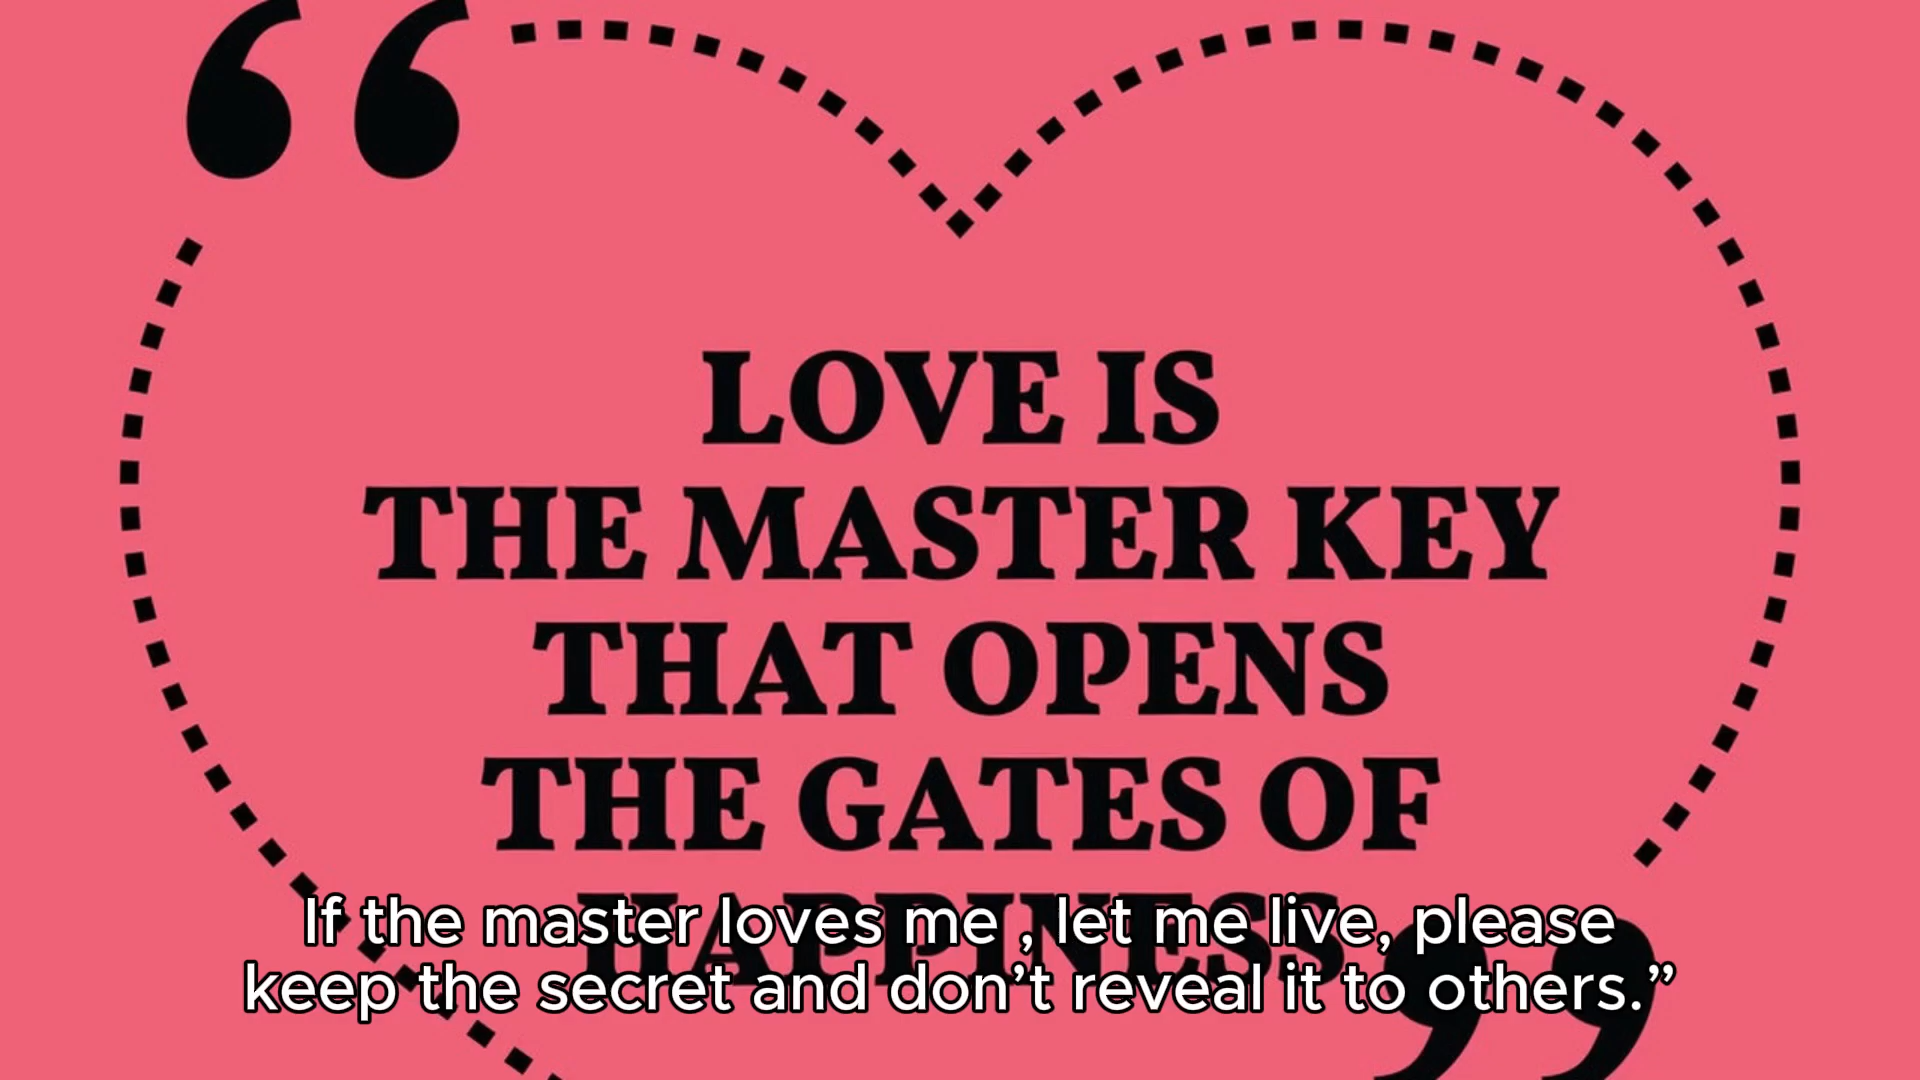 “
LOVE IS
THE MASTER KEY
THAT OPENS
THE GATES OF
HAPPINESS
”
If the master loves me , let me live, please
keep the secret and don’t reveal it to others.”